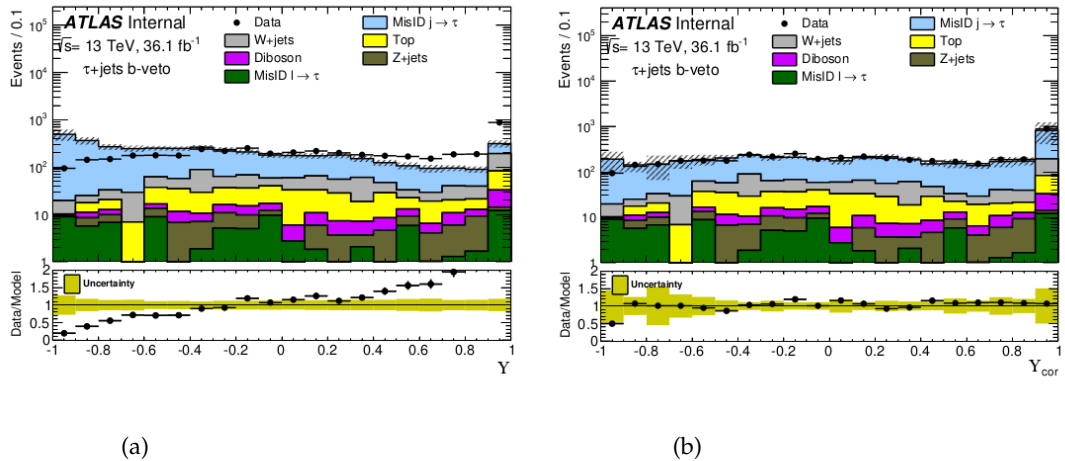 ATLAS Internal
√s= 13 TeV, 36.1 fb⁻¹
τ+jets b-veto
Data
W+jets
Diboson
MisID l → τ
MisID j → τ
Top
Z+jets
Events / 0.1
10⁵
10⁴
10³
10²
10
1
Data/Model
2
1.5
1
0.5
0
Uncertainty
-1 -0.8 -0.6 -0.4 -0.2 0 0.2 0.4 0.6 0.8 1
Υ
(a)
ATLAS Internal
√s= 13 TeV, 36.1 fb⁻¹
τ+jets b-veto
Data
W+jets
Diboson
MisID l → τ
MisID j → τ
Top
Z+jets
Events / 0.1
10⁵
10⁴
10³
10²
10
1
Data/Model
2
1.5
1
0.5
0
Uncertainty
-1 -0.8 -0.6 -0.4 -0.2 0 0.2 0.4 0.6 0.8 1
Υcor
(b)